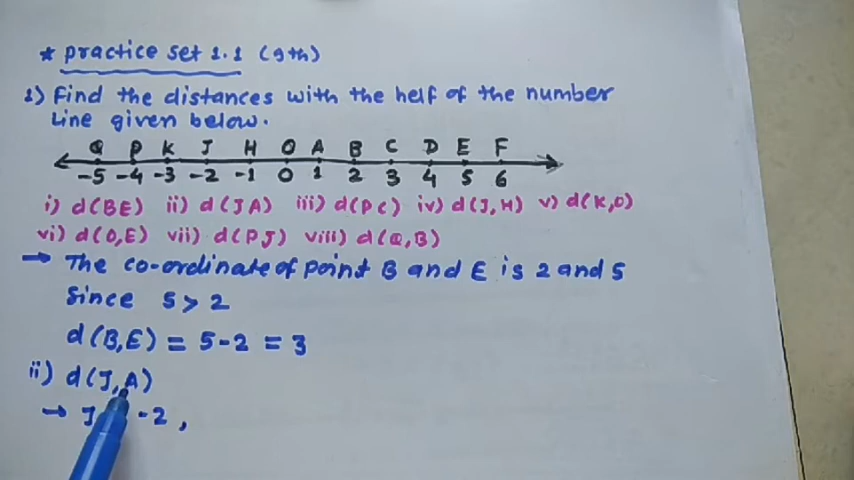 * practice set 1.1 (9th)
1) Find the distances with the helf of the number
Line given below.
Q P K J H O A B C D E F
-5 -4 -3 -2 -1 0 1 2 3 4 5 6
i) d(BE) ii) d(JA) iii) d(PC) iv) d(J,H) v) d(K,O)
vi) d(O,E) vii) d(PJ) viii) d(Q,B)
→ The co-ordinate of point B and E is 2 and 5
Since 5 > 2
d(B,E) = 5-2 = 3
ii) d(J,A)
→ J -2,